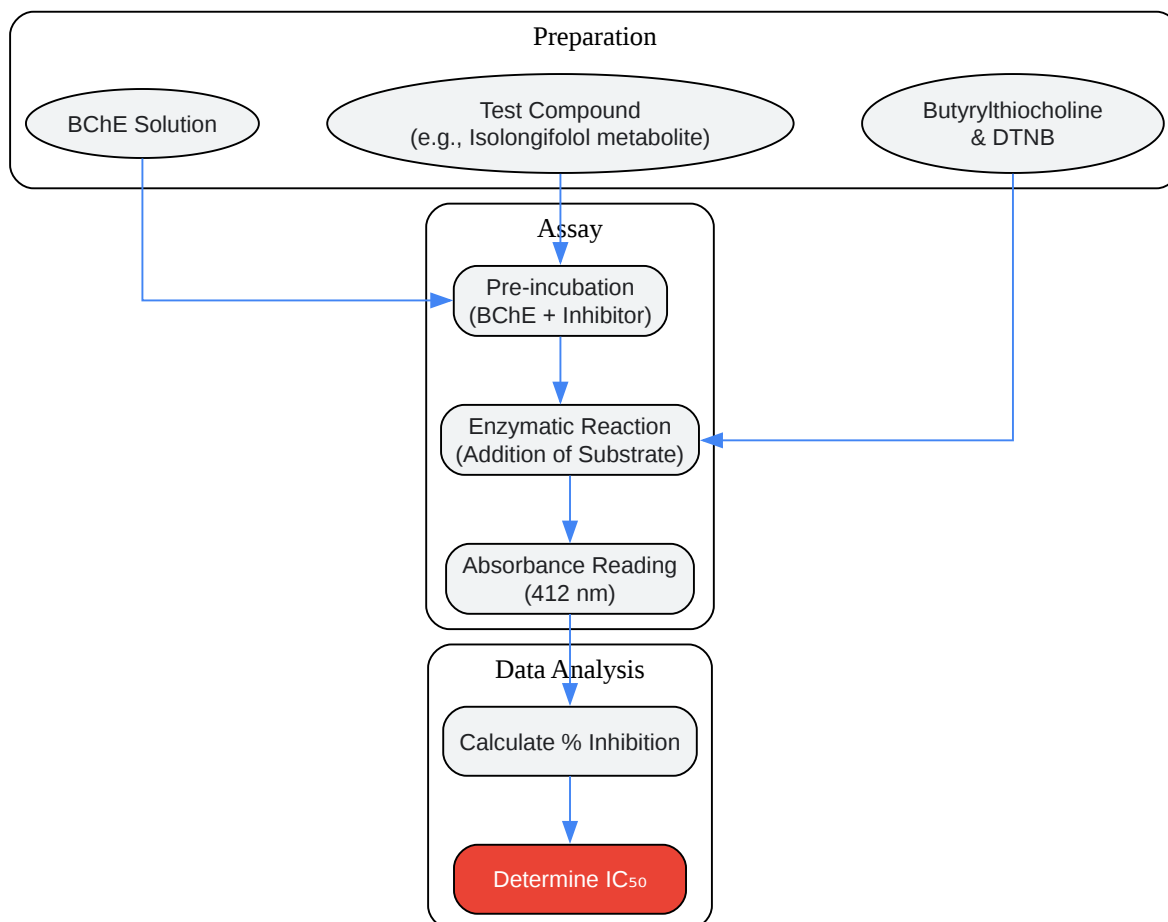 Preparation
BChE Solution
Test Compound
(e.g., Isolongifolol metabolite)
Butyrylthiocholine
& DTNB
Assay
Pre-incubation
(BChE + Inhibitor)
Enzymatic Reaction
(Addition of Substrate)
Absorbance Reading
(412 nm)
Data Analysis
Calculate % Inhibition
Determine IC₅₀